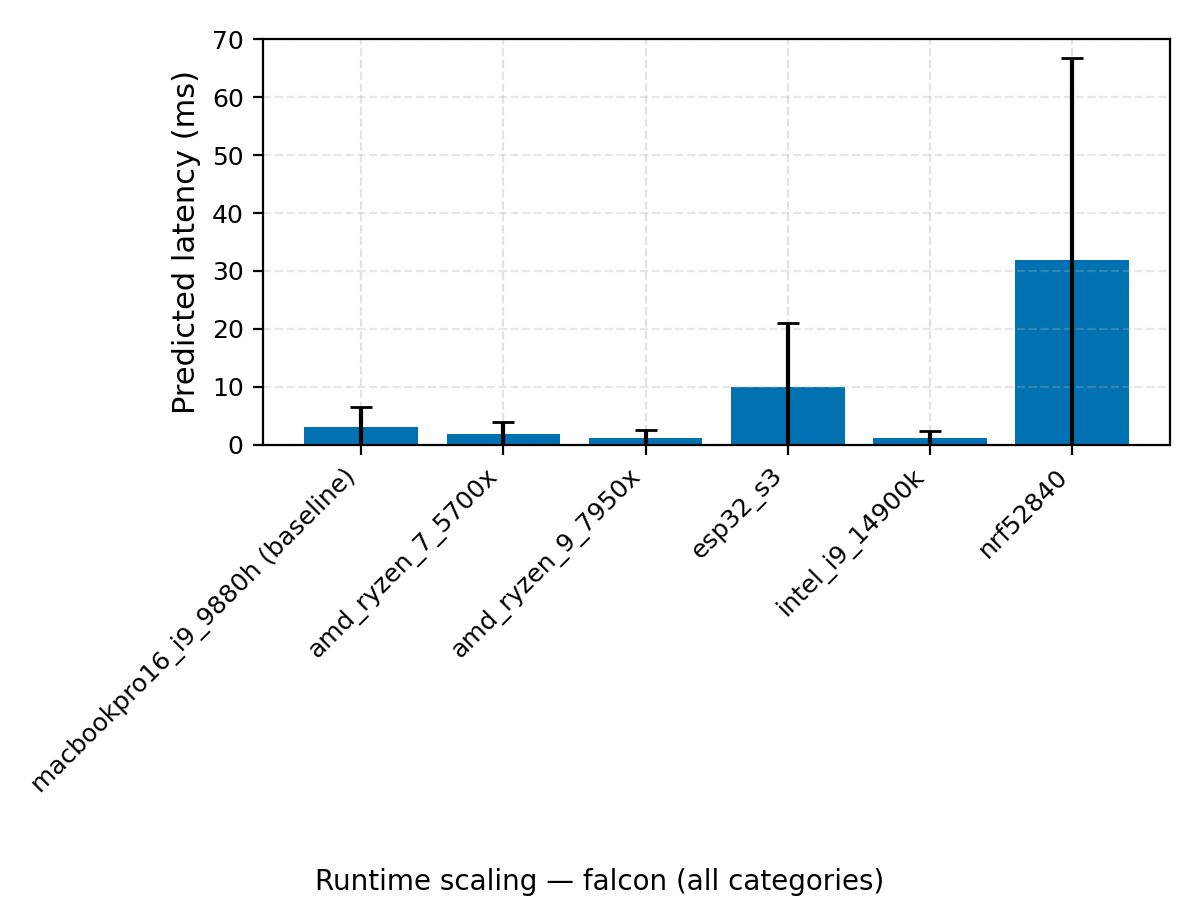 70
60
50
40
30
20
10
0
Predicted latency (ms)
macbookpro16_i9_9880h (baseline)
amd_ryzen_7_5700x
amd_ryzen_9_7950x
esp32_s3
intel_i9_14900k
nrf52840
Runtime scaling — falcon (all categories)